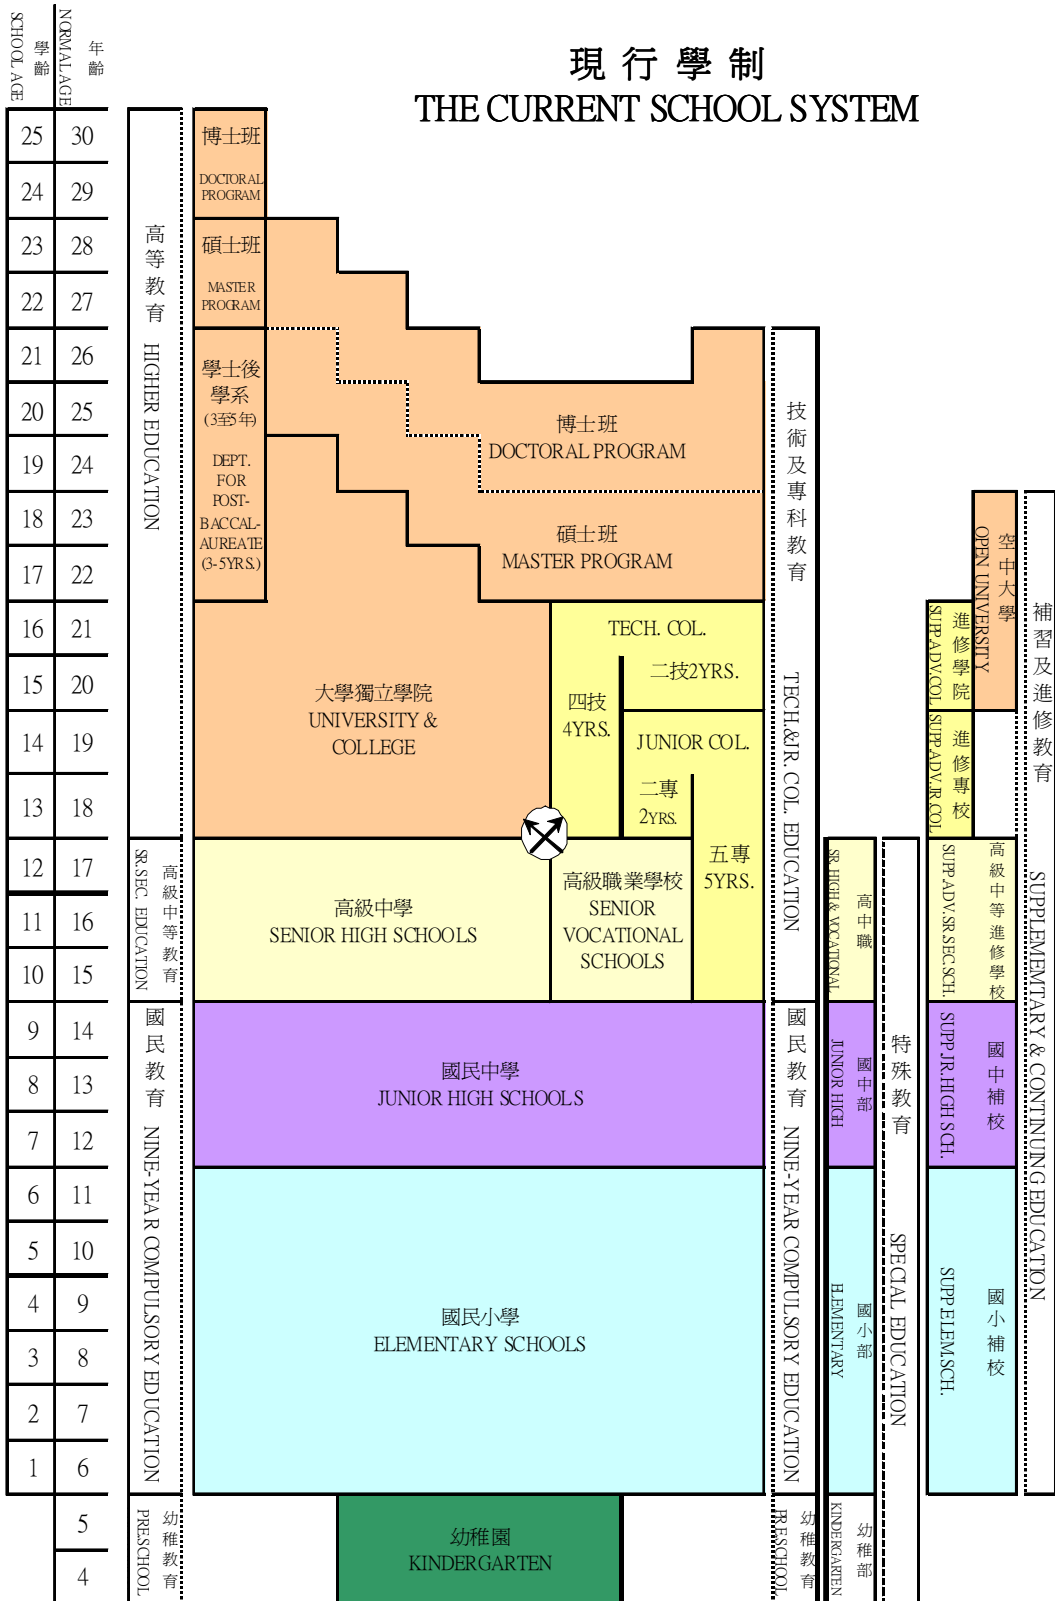 現行學制
THE CURRENT SCHOOL SYSTEM
SCHOOL AGE
學齡
NORMAL AGE
年齡
25 30
24 29
23 28
22 27
21 26
20 25
19 24
18 23
17 22
16 21
15 20
14 19
13 18
12 17
11 16
10 15
9 14
8 13
7 12
6 11
5 10
4 9
3 8
2 7
1 6
5
4
高等教育 HIGHER EDUCATION
高級中等教育
SR.SEC. EDUCATION
國民教育 NINE-YEAR COMPULSORY EDUCATION
幼稚教育
PRESCHOOL
博士班
DOCTORAL
PROGRAM
碩士班
MASTER
PROGRAM
學士後
學系
(3至5年)
DEPT.
FOR
POST-
BACCAL-
AUREATE
(3-5YRS.)
博士班
DOCTORAL PROGRAM
碩士班
MASTER PROGRAM
大學獨立學院
UNIVERSITY &
COLLEGE
TECH. COL.
二技2YRS.
四技
4YRS.
JUNIOR COL.
二專
2YRS.
五專
5YRS.
高級中學
SENIOR HIGH SCHOOLS
高級職業學校
SENIOR
VOCATIONAL
SCHOOLS
國民中學
JUNIOR HIGH SCHOOLS
國民小學
ELEMENTARY SCHOOLS
幼稚園
KINDERGARTEN
技術及專科教育 TECH.&JR. COL. EDUCATION
國民教育 NINE-YEAR COMPULSORY EDUCATION
幼稚教育
PRESCHOOL
高中職
SR. HIGH & VOCATIONAL
國中部
JUNIOR HIGH
國小部
ELEMENTARY
幼稚部
KINDERGARTEN
特殊教育 SPECIAL EDUCATION
空中大學
OPEN UNIVERSITY
進修學院
SUPP.ADV.COL
進修專校
SUPP.ADV.JR.COL
高級中等進修學校
SUPP.ADV.SR.SEC.SCH.
國中補校
SUPP.JR.HIGH SCH.
國小補校
SUPP.ELEM.SCH.
補習及進修教育 SUPPLEMEMTARY & CONTINUING EDUCATION